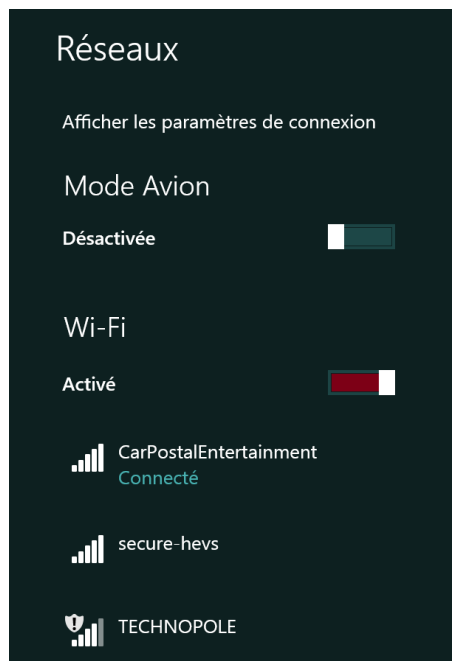 Réseaux
Afficher les paramètres de connexion
Mode Avion
Désactivée
Wi-Fi
Activé
CarPostalEntertainment
Connecté
secure-hevs
TECHNOPOLE